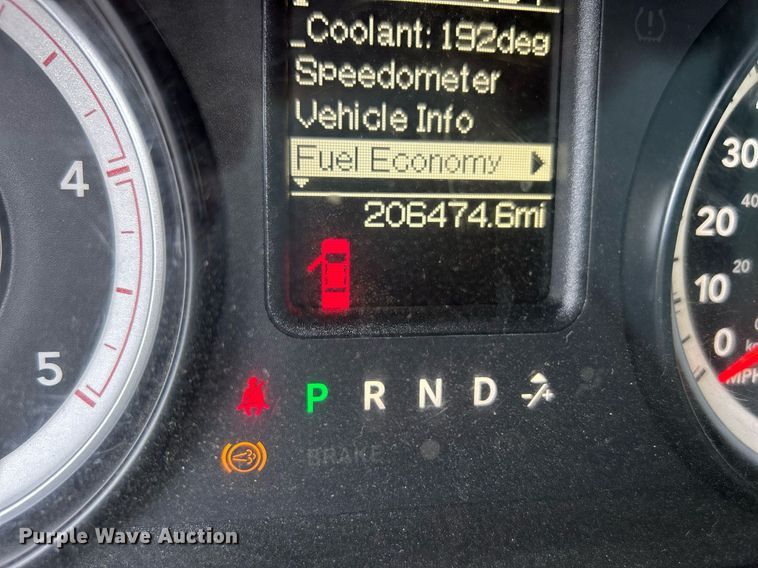 _Coolant: 192deg
Speedometer
Vehicle Info
Fuel Economy
206474.6mi
4
5
30
20
10
0
40
20
MPH
P R N D -/+
BRAKE
Purple Wave Auction